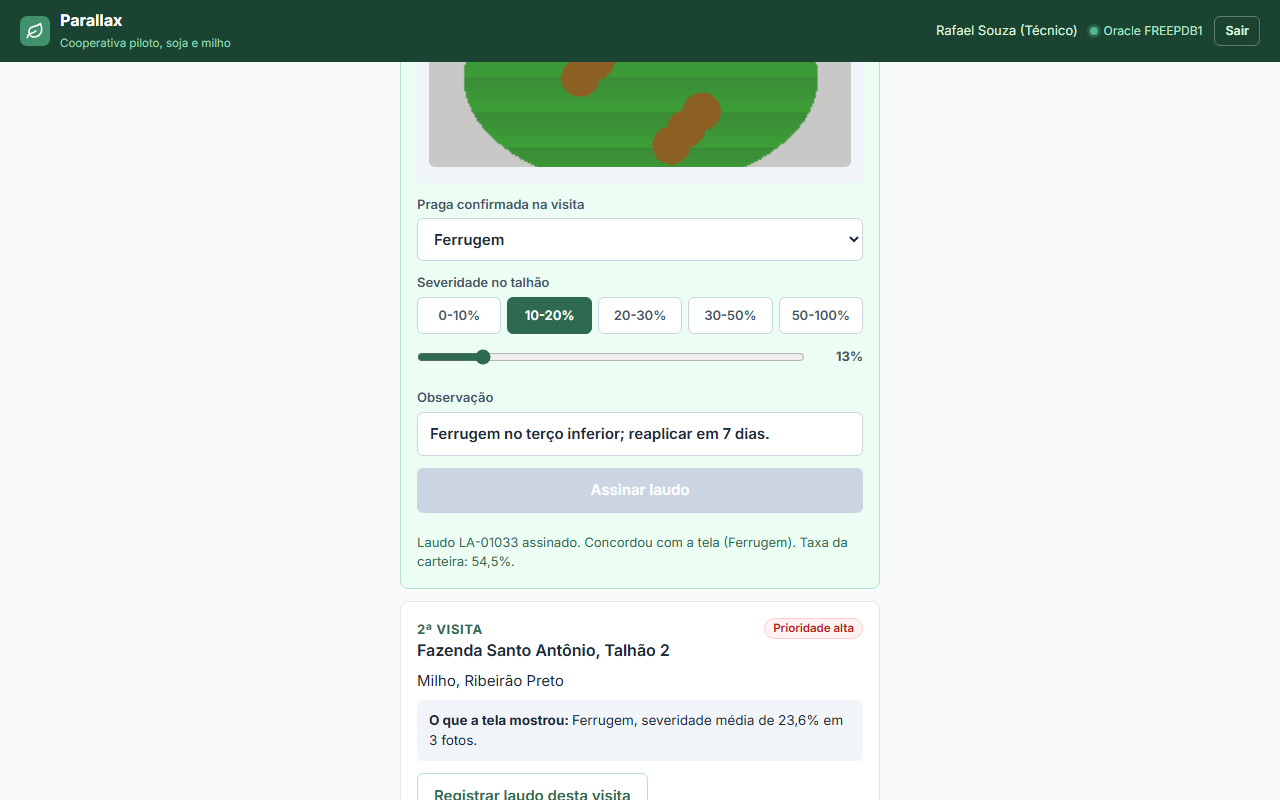 Parallax
Cooperativa piloto, soja e milho
Rafael Souza (Técnico)
Oracle FREEPDB1
Sair
Praga confirmada na visita
Ferrugem
Severidade no talhão
0-10%
10-20%
20-30%
30-50%
50-100%
13%
Observação
Ferrugem no terço inferior; reaplicar em 7 dias.
Assinar laudo
Laudo LA-01033 assinado. Concordou com a tela (Ferrugem). Taxa da
carteira: 54,5%.
2ª VISITA
Prioridade alta
Fazenda Santo Antônio, Talhão 2
Milho, Ribeirão Preto
O que a tela mostrou: Ferrugem, severidade média de 23,6% em
3 fotos.
Registrar laudo desta visita